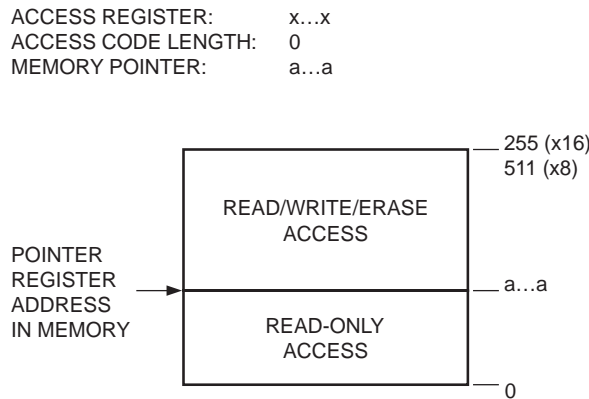 ACCESS REGISTER: x…x
ACCESS CODE LENGTH: 0
MEMORY POINTER: a…a
255 (x16)
511 (x8)
READ/WRITE/ERASE
ACCESS
POINTER
REGISTER
ADDRESS
IN MEMORY
a…a
READ-ONLY
ACCESS
0